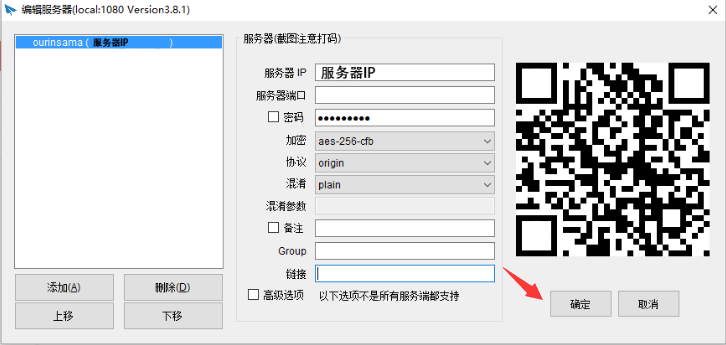 编辑服务器(local:1080 Version3.8.1)
ourinsama (服务器IP )
服务器(截图注意打码)
服务器 IP 服务器IP
服务器端口
密码 ●●●●●●●●●
加密 aes-256-cfb
协议 origin
混淆 plain
混淆参数
备注
Group
链接
高级选项 以下选项不是所有服务端都支持
添加(A) 删除(D)
上移 下移
确定 取消